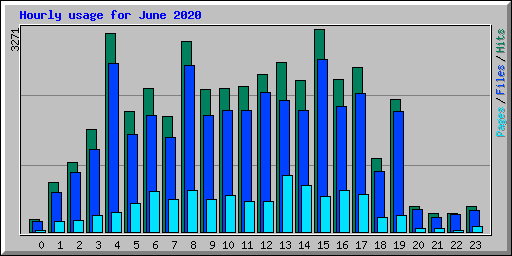 Hourly usage for June 2020
3271
Pages / Files / Hits
0 1 2 3 4 5 6 7 8 9 10 11 12 13 14 15 16 17 18 19 20 21 22 23